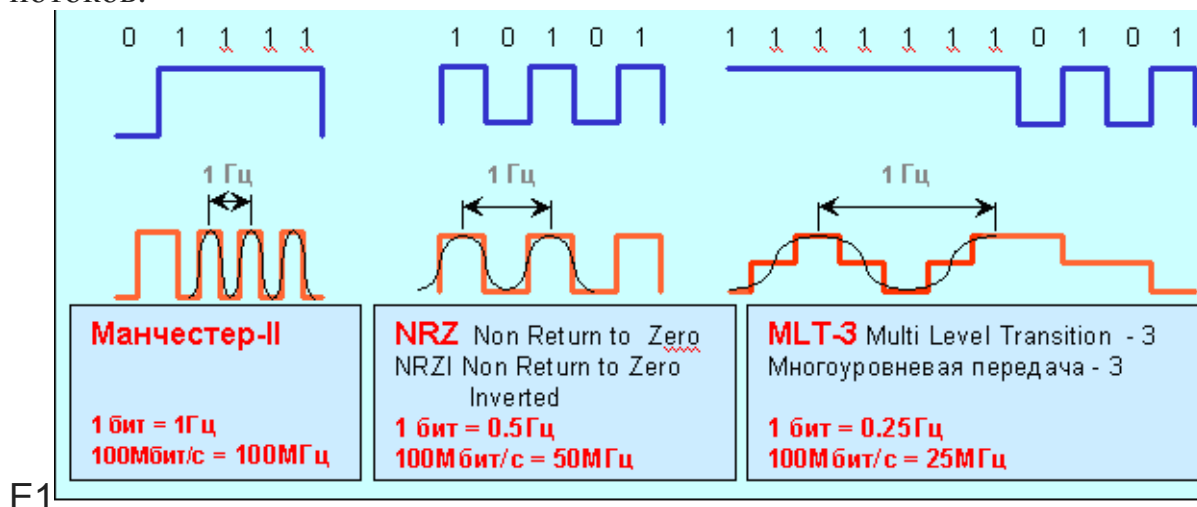 потоков.
0 1 1 1 1 1 0 1 0 1 1 1 1 1 1 1 1 0 1 0 1
1 Гц 1 Гц 1 Гц
Манчестер-II
1 бит = 1Гц
100Мбит/с = 100МГц
NRZ Non Return to Zero
NRZI Non Return to Zero
Inverted
1 бит = 0.5Гц
100Мбит/с = 50МГц
MLT-3 Multi Level Transition - 3
Многоуровневая передача - 3
1 бит = 0.25Гц
100Мбит/с = 25МГц